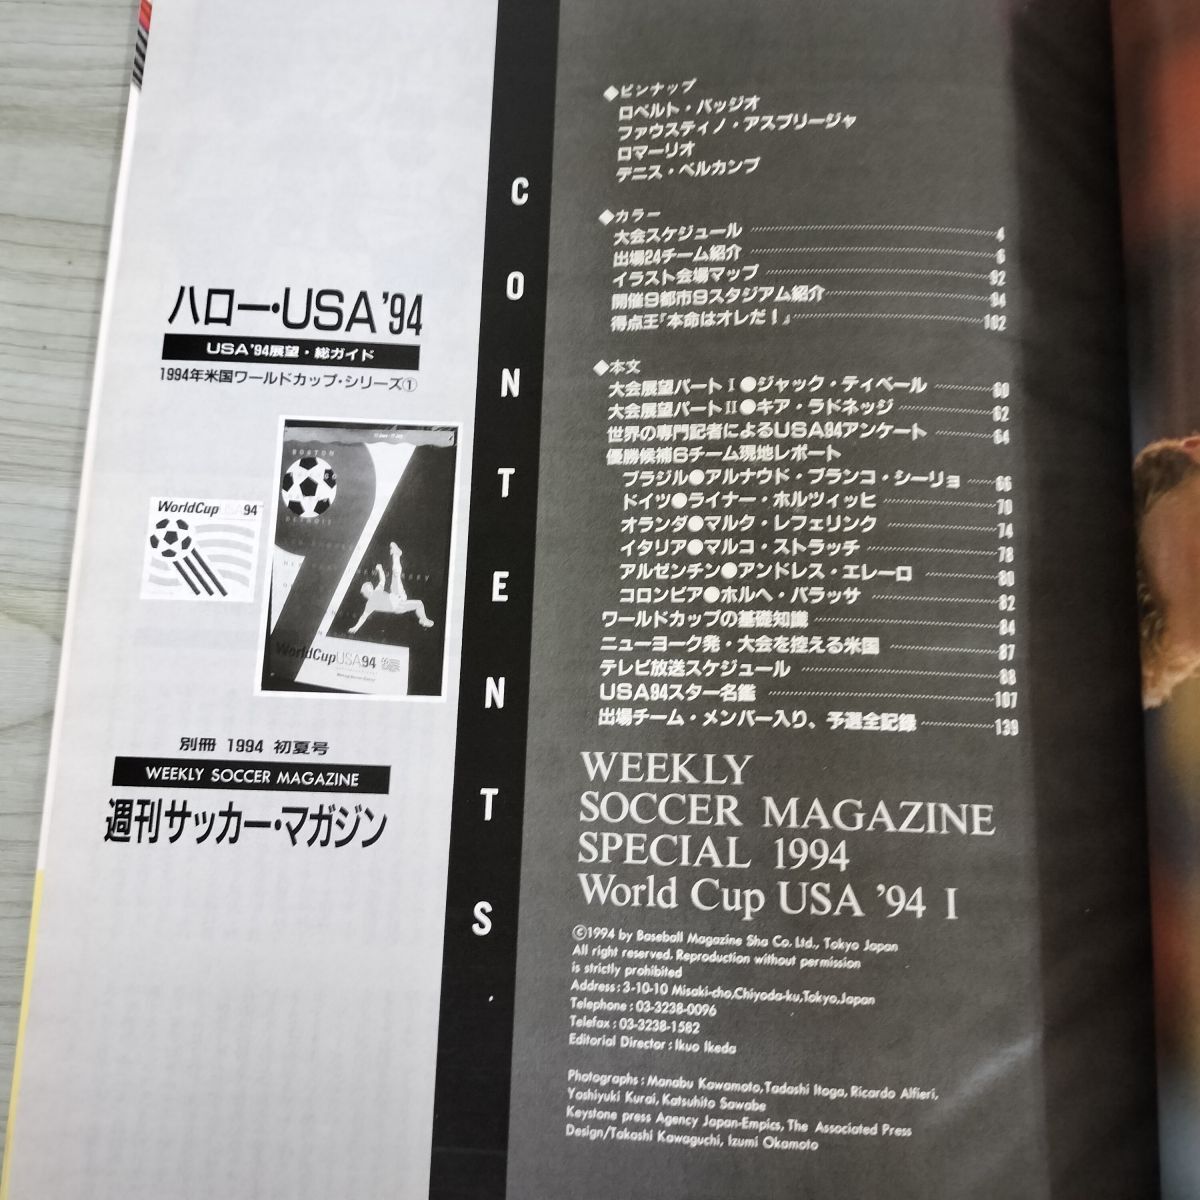 ハロー・USA'94
USA'94展望・総ガイド
1994年米国ワールドカップ・シリーズ①
BOSTON
DETROIT
WorldCupUSA94
WorldCupUSA94
別冊 1994 初夏号
WEEKLY SOCCER MAGAZINE
週刊サッカー・マガジン
CONTENTS
◆ピンナップ
ロベルト・バッジオ
ファウスティノ・アスプリージャ
ロマーリオ
デニス・ベルカンプ
◆カラー
大会スケジュール 4
出場24チーム紹介 6
イラスト会場マップ 92
開催9都市9スタジアム紹介 94
得点王『本命はオレだ!』 102
◆本文
大会展望パートⅠ●ジャック・ティベール 60
大会展望パートⅡ●キア・ラドネッジ 62
世界の専門記者によるUSA94アンケート 64
優勝候補6チーム現地レポート
ブラジル●アルナウド・ブランコ・シーリョ 66
ドイツ●ライナー・ホルツィッヒ 70
オランダ●マルク・レフェリンク 74
イタリア●マルコ・ストラッチ 78
アルゼンチン●アンドレス・エレーロ 80
コロンビア●ホルヘ・バラッサ 82
ワールドカップの基礎知識 84
ニューヨーク発・大会を控える米国 87
テレビ放送スケジュール 88
USA94スター名鑑 107
出場チーム・メンバー入り、予選全記録 139
WEEKLY
SOCCER MAGAZINE
SPECIAL 1994
World Cup USA '94 I
©1994 by Baseball Magazine Sha Co. Ltd., Tokyo Japan
All right reserved. Reproduction without permission
is strictly prohibited
Address : 3-10-10 Misaki-cho,Chiyoda-ku,Tokyo,Japan
Telephone : 03-3238-0096
Telefax : 03-3238-1582
Editorial Director : Ikuo Ikeda
Photographs : Manabu Kawamoto, Tadashi Itoga, Ricardo Alfieri,
Yoshiyuki Kurai, Katsuhito Sawabe
Keystone press Agency Japan-Empics, The Associated Press
Design/Takashi Kawaguchi, Izumi Okamoto